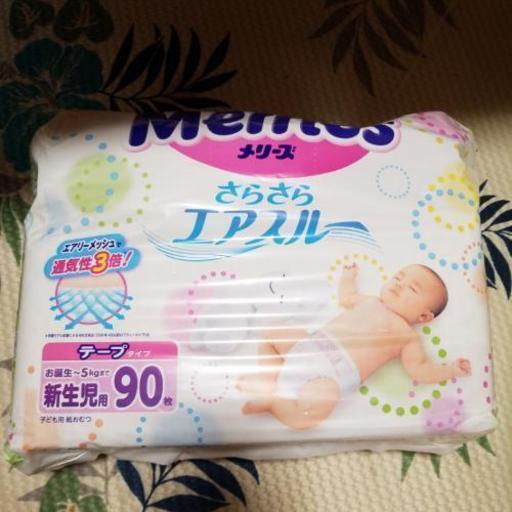 Merries
メリーズ
さらさら
エアスルー
エアリーメッシュで
通気性3倍!
テープタイプ
お誕生~5kgまで
新生児用 90枚
子ども用 紙おむつ